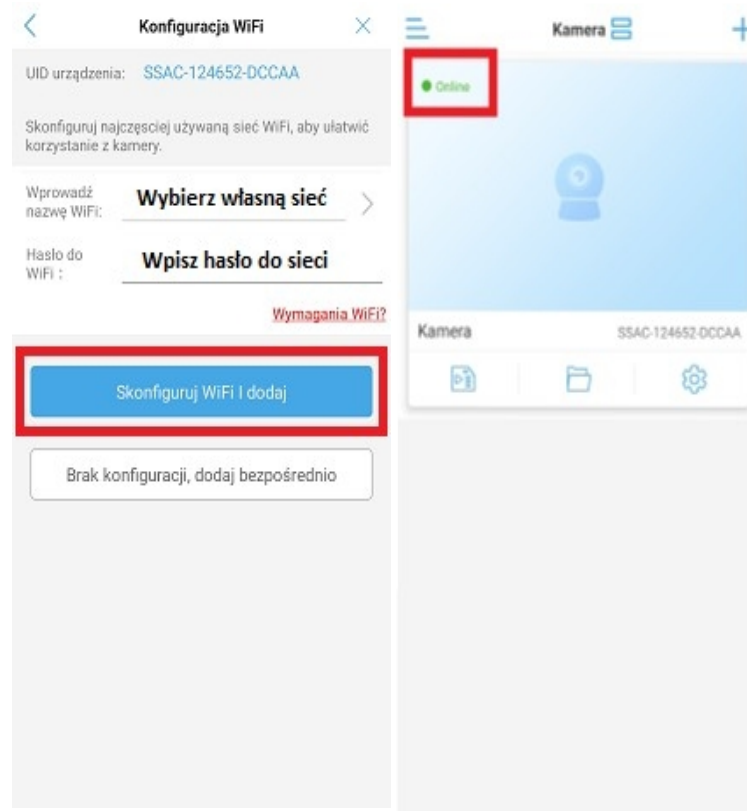 Konfiguracja WiFi
UID urządzenia: SSAC-124652-DCCAA
Skonfiguruj najczęsciej używaną sieć WiFi, aby ułatwić
korzystanie z kamery.
Wprowadź
nazwę WiFi:
Wybierz własną sieć
Hasło do
WiFi :
Wpisz hasło do sieci
Wymagania WiFi?
Skonfiguruj WiFi I dodaj
Brak konfiguracji, dodaj bezpośrednio
Kamera
Online
Kamera SSAC-124652-DCCAA